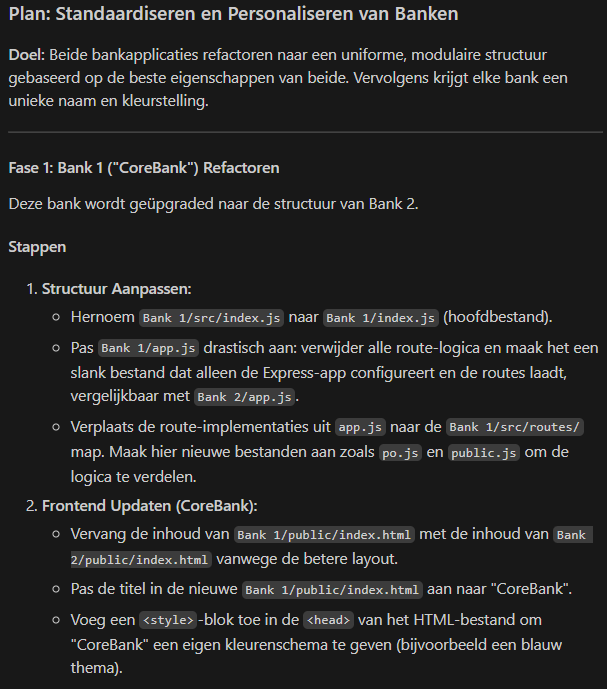 Plan: Standaardiseren en Personaliseren van Banken
Doel: Beide bankapplicaties refactoren naar een uniforme, modulaire structuur
gebaseerd op de beste eigenschappen van beide. Vervolgens krijgt elke bank een
unieke naam en kleurstelling.
Fase 1: Bank 1 ("CoreBank") Refactoren
Deze bank wordt geüpgraded naar de structuur van Bank 2.
Stappen
1. Structuur Aanpassen:
○ Hernoem Bank 1/src/index.js naar Bank 1/index.js (hoofdbestand).
○ Pas Bank 1/app.js drastisch aan: verwijder alle route-logica en maak het een
slank bestand dat alleen de Express-app configureert en de routes laadt,
vergelijkbaar met Bank 2/app.js.
○ Verplaats de route-implementaties uit app.js naar de Bank 1/src/routes/
map. Maak hier nieuwe bestanden aan zoals po.js en public.js om de
logica te verdelen.
2. Frontend Updaten (CoreBank):
○ Vervang de inhoud van Bank 1/public/index.html met de inhoud van Bank
2/public/index.html vanwege de betere layout.
○ Pas de titel in de nieuwe Bank 1/public/index.html aan naar "CoreBank".
○ Voeg een <style>-blok toe in de <head> van het HTML-bestand om
"CoreBank" een eigen kleurenschema te geven (bijvoorbeeld een blauw
thema).